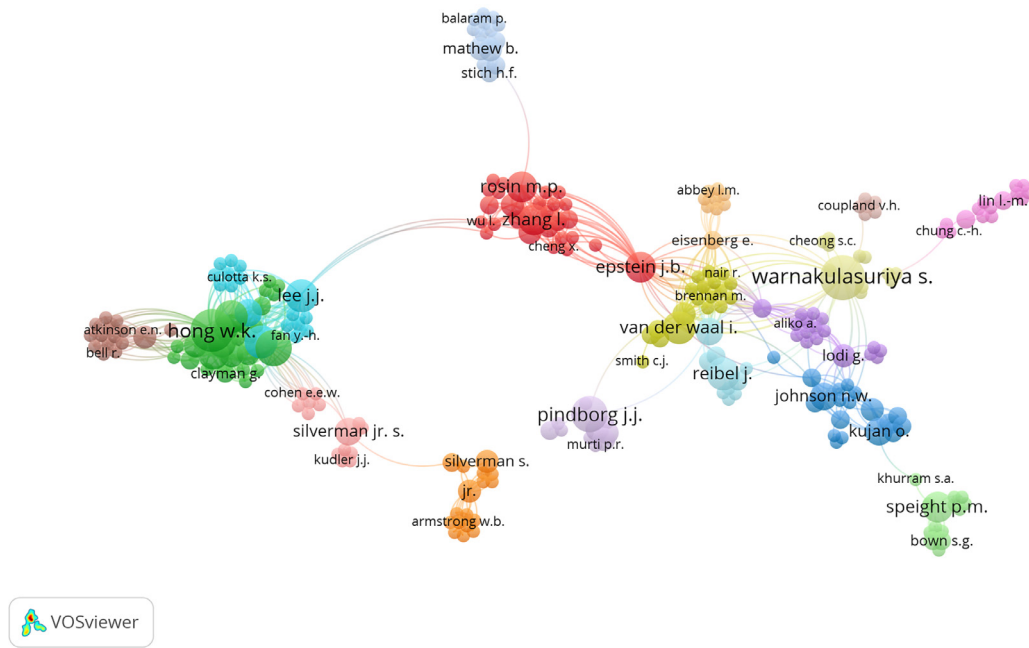 balaram p.
mathew b.
stich h.f.
rosin m.p.
wu l.
zhang l.
cheng x.
epstein j.b.
abbey l.m.
eisenberg e.
nair r.
brennan m.
van der waal i.
smith c.j.
coupland v.h.
cheong s.c.
warnakulasuriya s.
lin l.-m.
chung c.-h.
aliko a.
lodi g.
reibel j.
johnson n.w.
kujan o.
pindborg j.j.
murti p.r.
khurram s.a.
speight p.m.
bown s.g.
culotta k.s.
lee j.j.
atkinson e.n.
hong w.k.
fan y.-h.
bell r.
clayman g.
cohen e.e.w.
silverman jr. s.
kudler j.j.
silverman s.
jr.
armstrong w.b.
VOSviewer